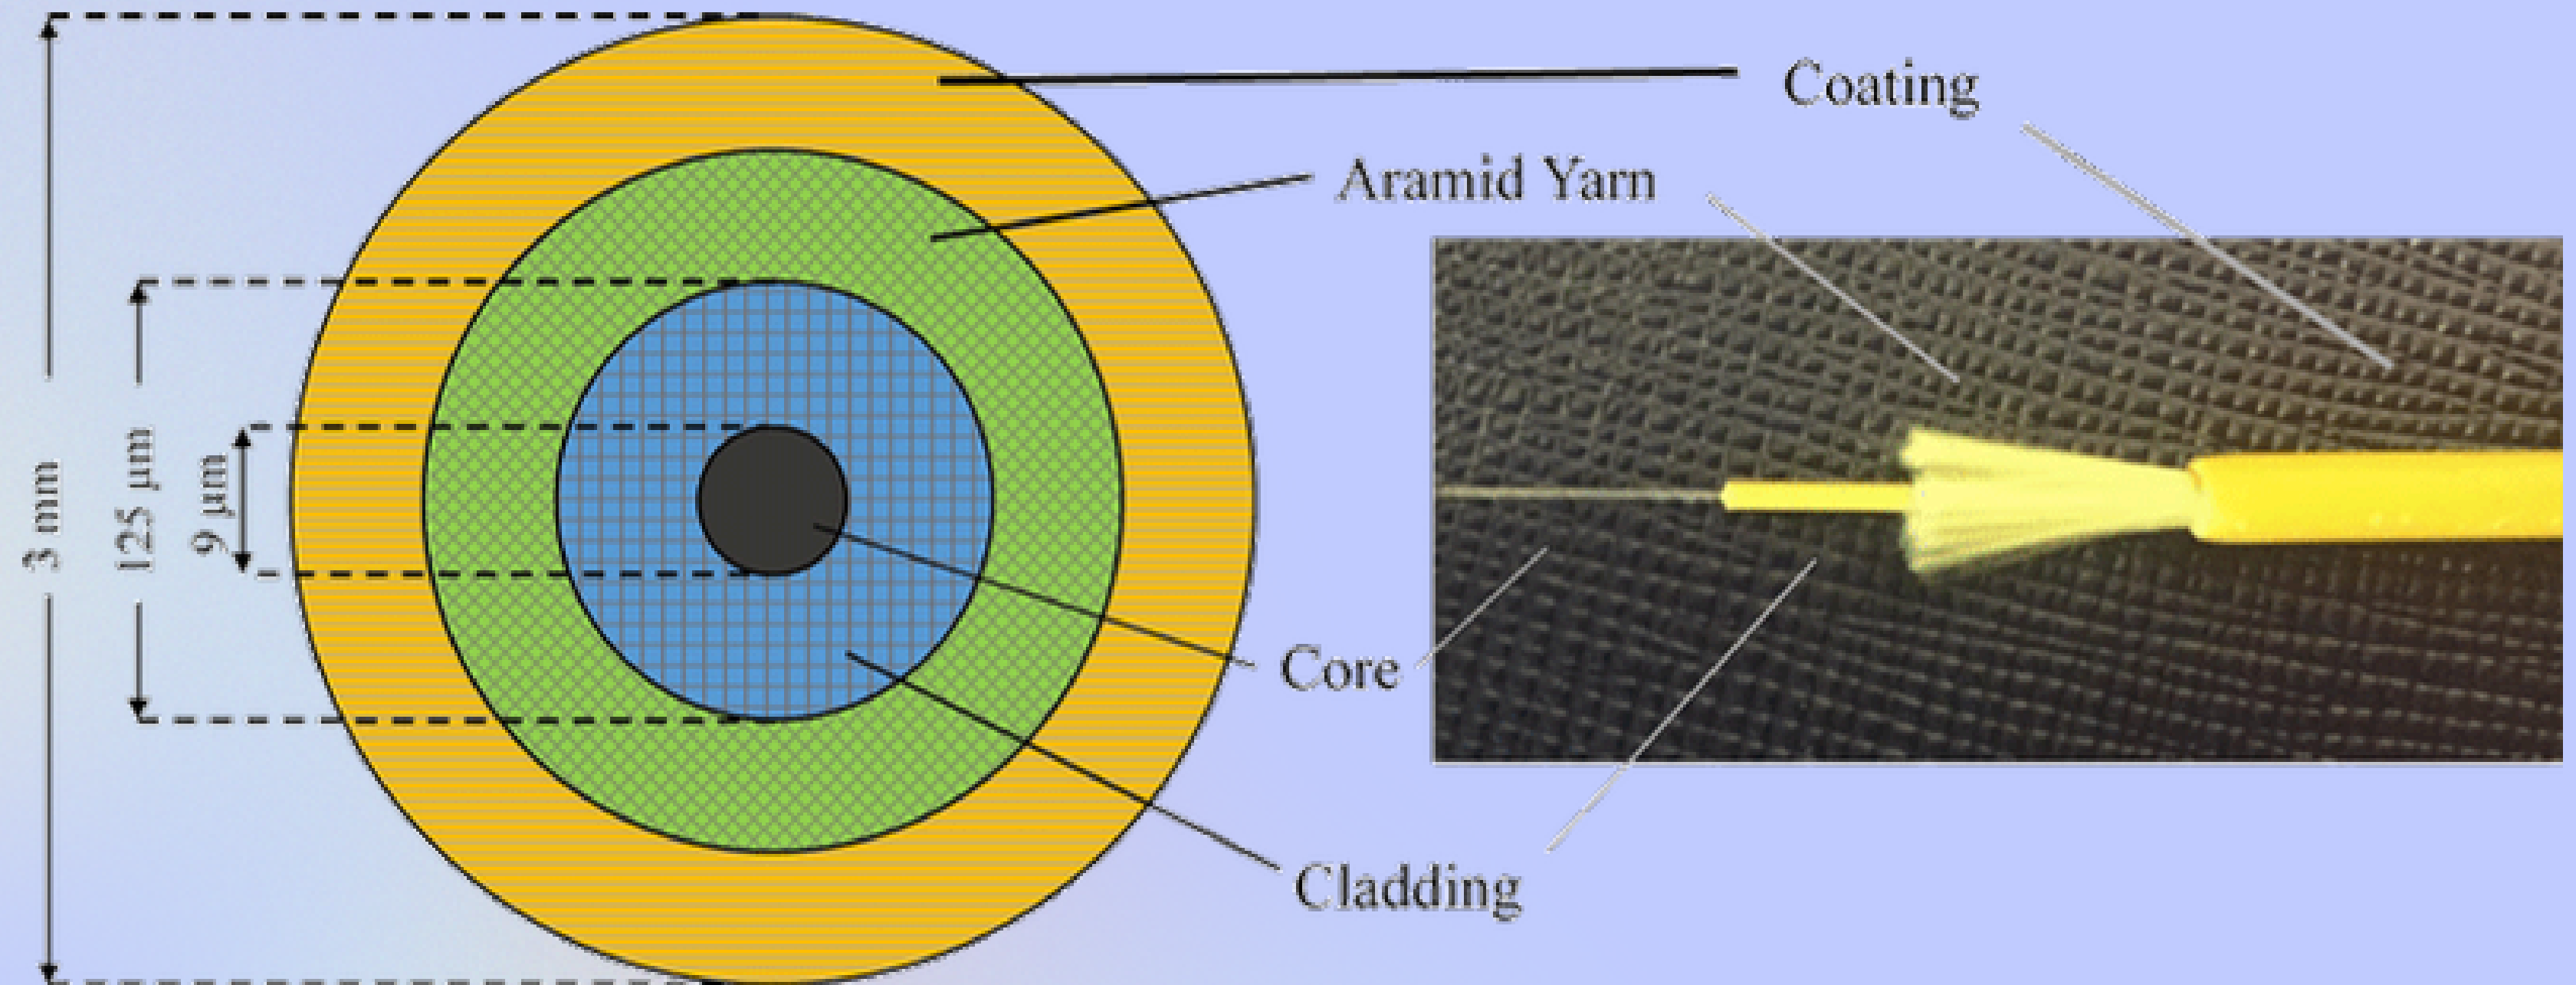 3 mm
125 μm
9 μm
Coating
Aramid Yarn
Core
Cladding